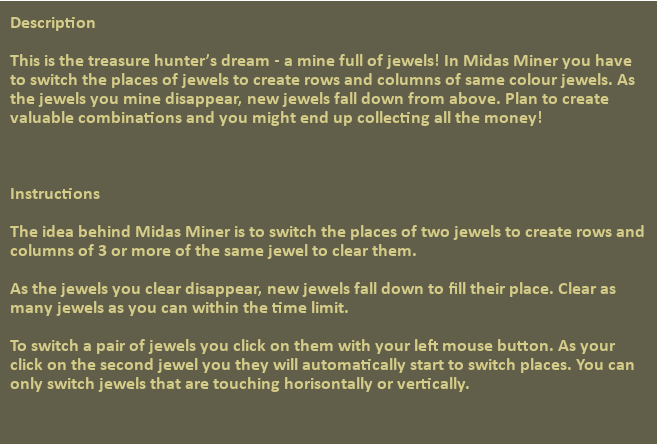 Description
This is the treasure hunter’s dream - a mine full of jewels! In Midas Miner you have
to switch the places of jewels to create rows and columns of same colour jewels. As
the jewels you mine disappear, new jewels fall down from above. Plan to create
valuable combinations and you might end up collecting all the money!
Instructions
The idea behind Midas Miner is to switch the places of two jewels to create rows and
columns of 3 or more of the same jewel to clear them.
As the jewels you clear disappear, new jewels fall down to fill their place. Clear as
many jewels as you can within the time limit.
To switch a pair of jewels you click on them with your left mouse button. As your
click on the second jewel you they will automatically start to switch places. You can
only switch jewels that are touching horisontally or vertically.